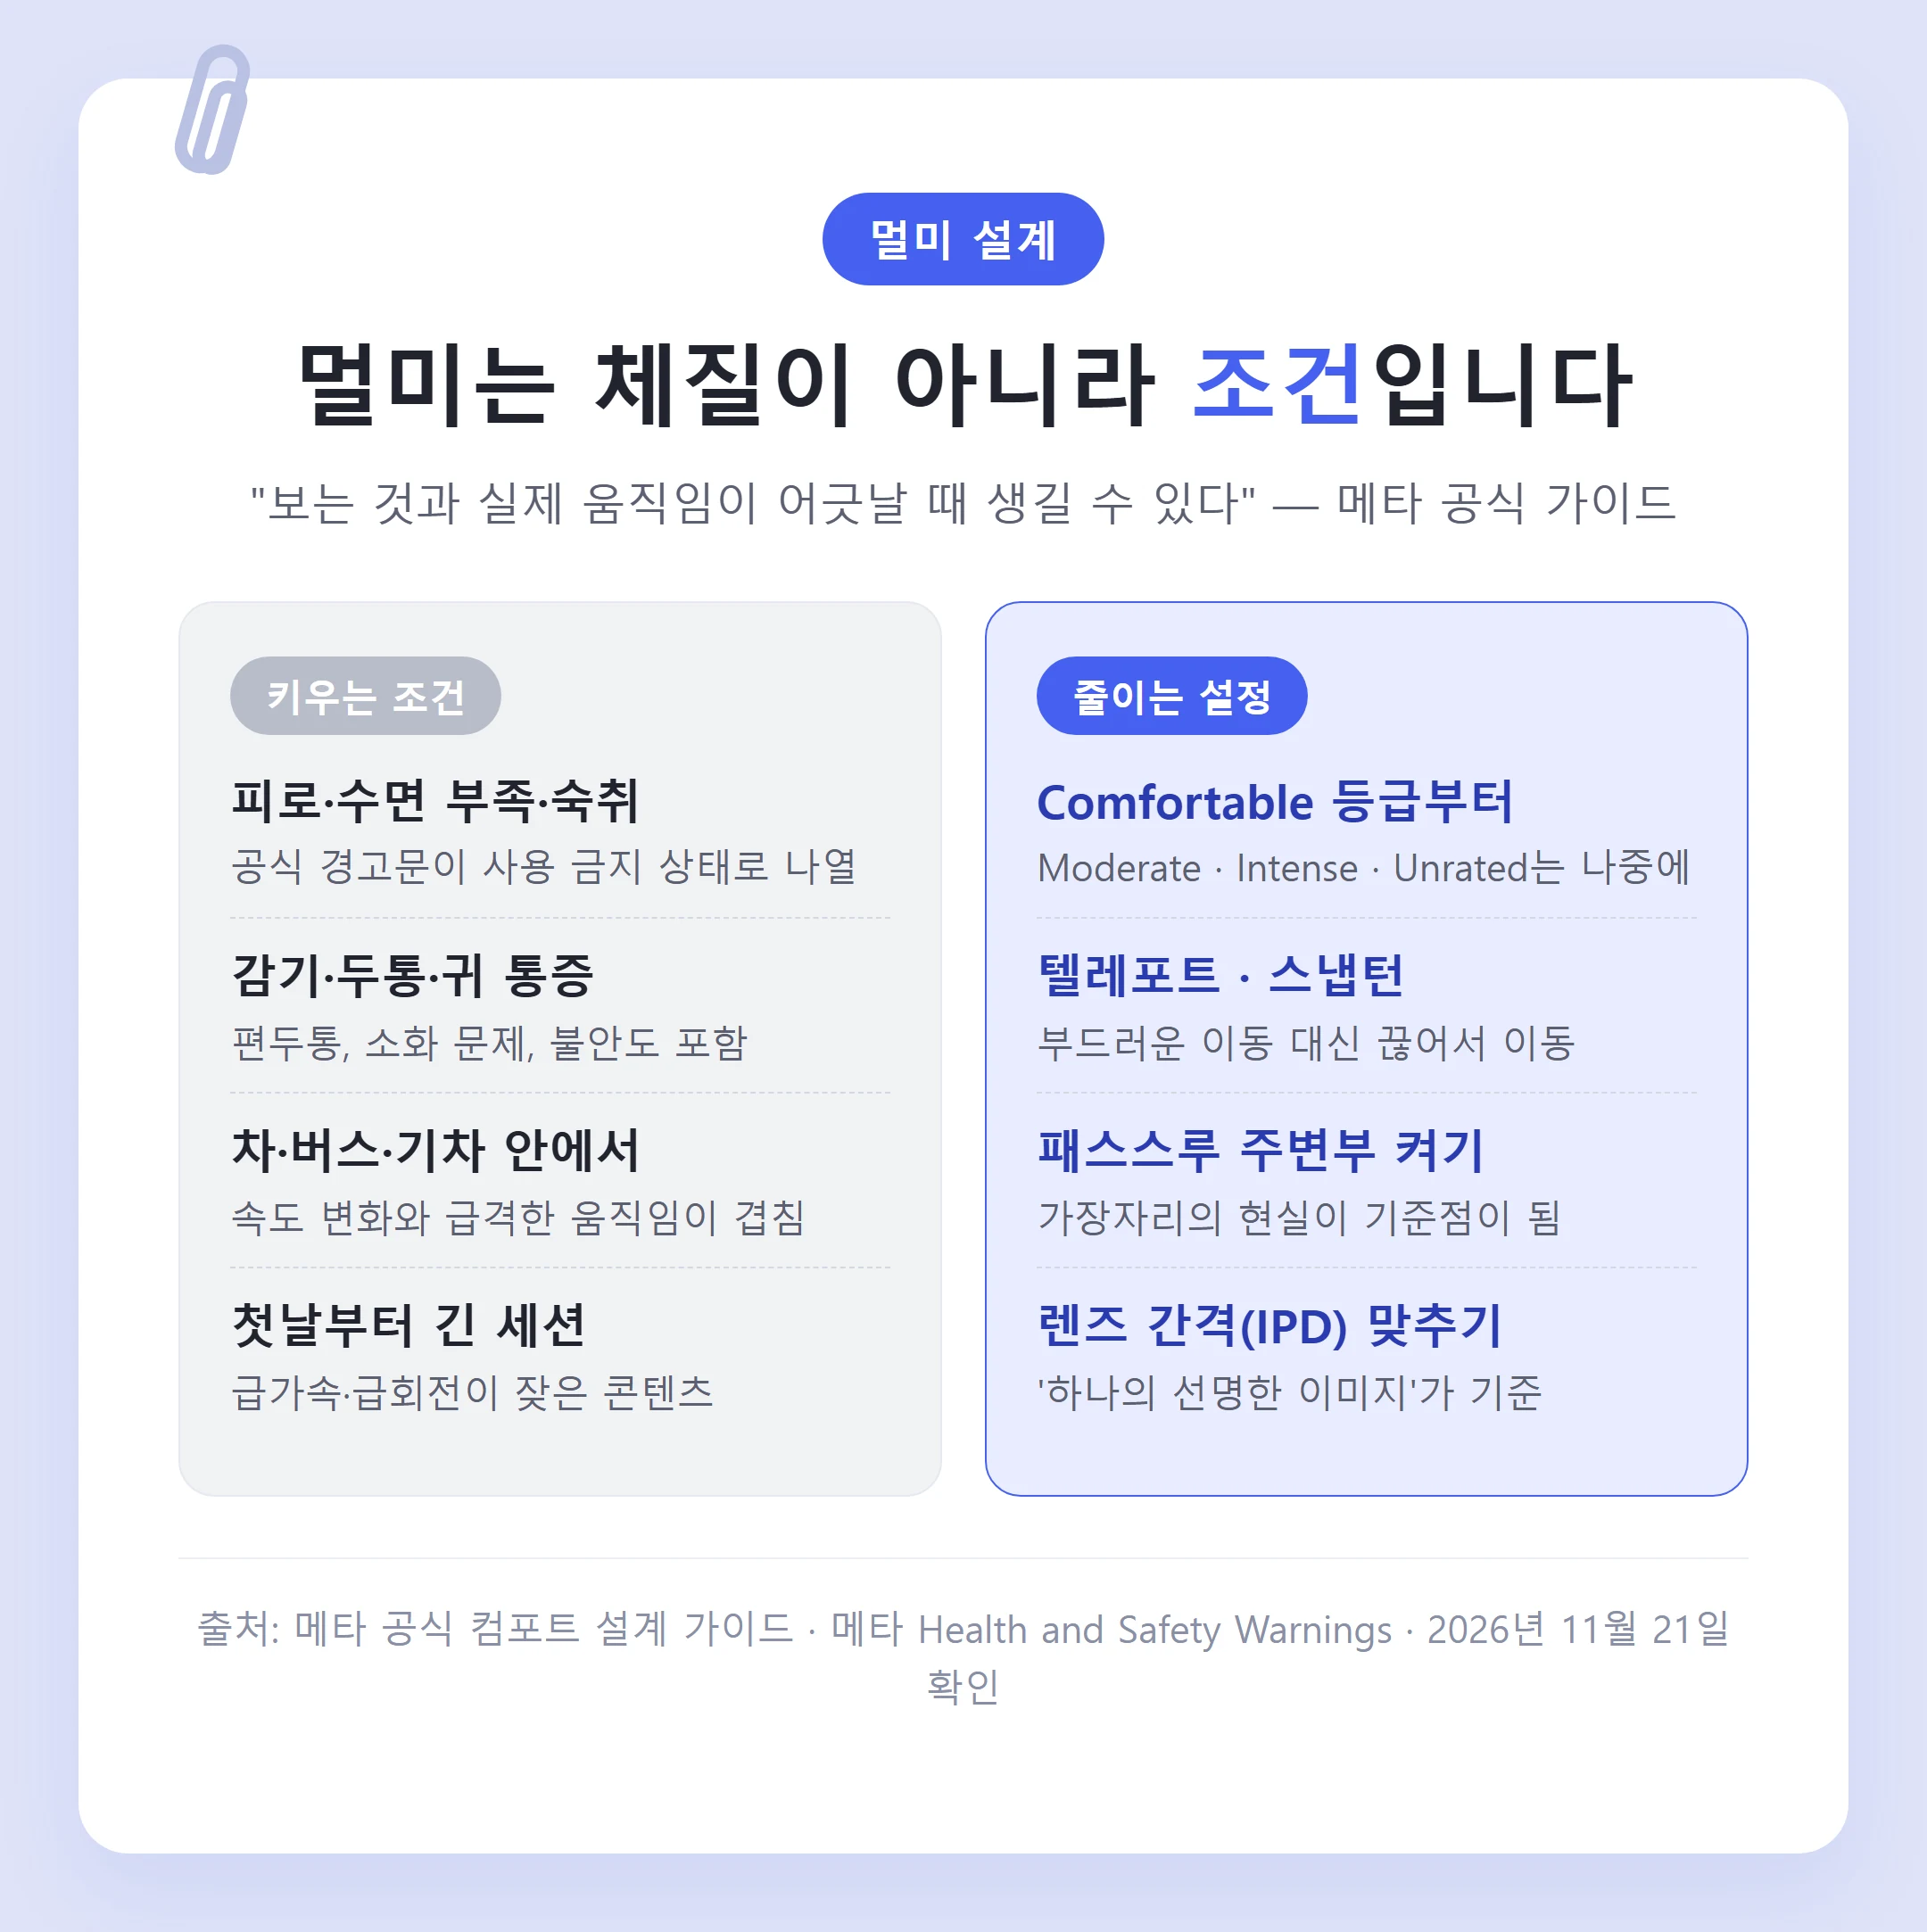 멀미 설계
멀미는 체질이 아니라 조건입니다
"보는 것과 실제 움직임이 어긋날 때 생길 수 있다" — 메타 공식 가이드
키우는 조건
피로·수면 부족·숙취
공식 경고문이 사용 금지 상태로 나열
감기·두통·귀 통증
편두통, 소화 문제, 불안도 포함
차·버스·기차 안에서
속도 변화와 급격한 움직임이 겹침
첫날부터 긴 세션
급가속·급회전이 잦은 콘텐츠
줄이는 설정
Comfortable 등급부터
Moderate · Intense · Unrated는 나중에
텔레포트 · 스냅턴
부드러운 이동 대신 끊어서 이동
패스스루 주변부 켜기
가장자리의 현실이 기준점이 됨
렌즈 간격(IPD) 맞추기
'하나의 선명한 이미지'가 기준
출처: 메타 공식 컴포트 설계 가이드 · 메타 Health and Safety Warnings · 2026년 11월 21일
확인